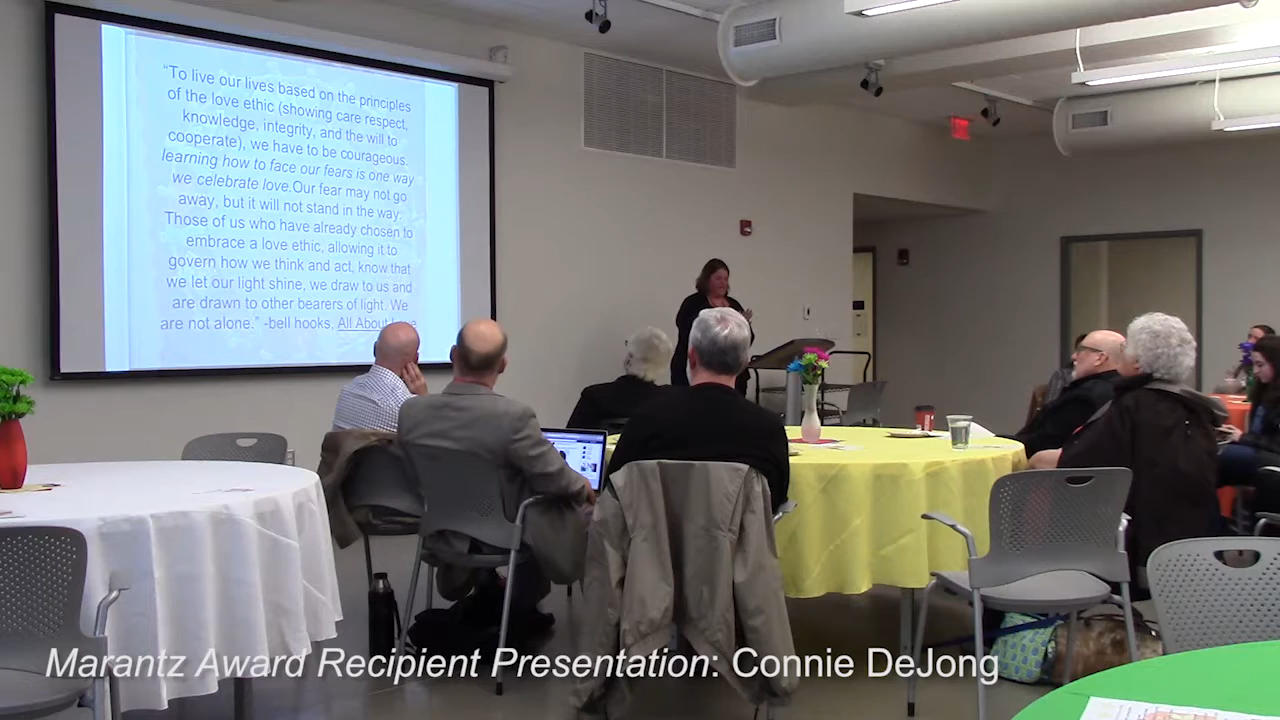 “To live our lives based on the principles
of the love ethic (showing care respect,
knowledge, integrity, and the will to
cooperate), we have to be courageous.
learning how to face our fears is one way
we celebrate love.Our fear may not go
away, but it will not stand in the way.
Those of us who have already chosen to
embrace a love ethic, allowing it to
govern how we think and act, know that
we let our light shine, we draw to us and
are drawn to other bearers of light. We
are not alone.” -bell hooks, All About
Marantz Award Recipient Presentation: Connie DeJong